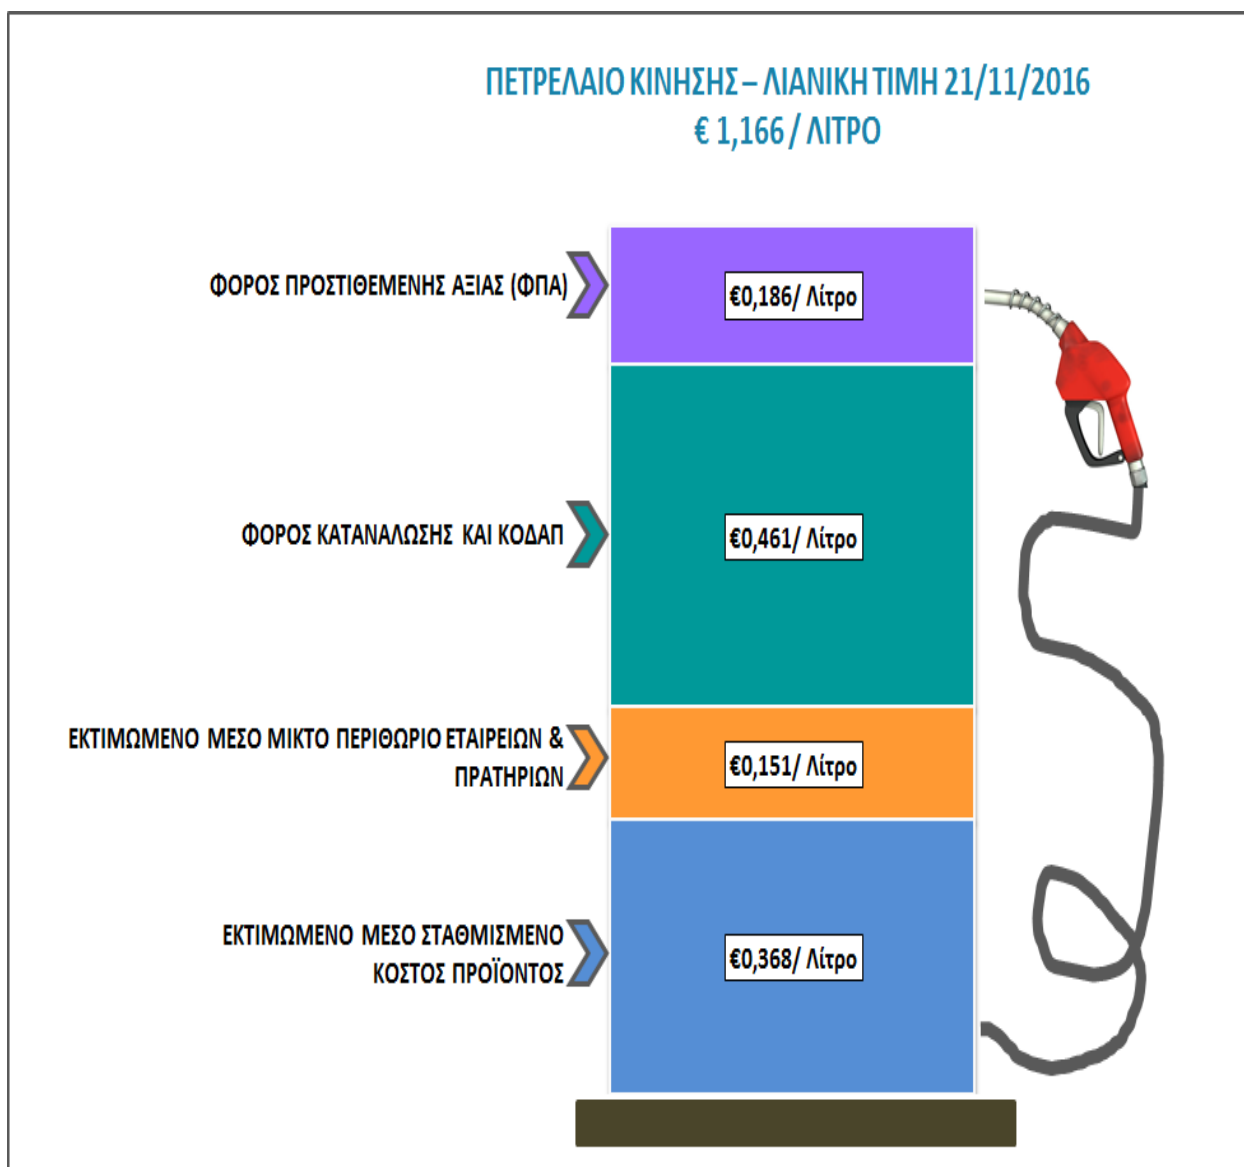 ΠΕΤΡΕΛΑΙΟ ΚΙΝΗΣΗΣ – ΛΙΑΝΙΚΗ ΤΙΜΗ 21/11/2016
€ 1,166 / ΛΙΤΡΟ
ΦΟΡΟΣ ΠΡΟΣΤΙΘΕΜΕΝΗΣ ΑΞΙΑΣ (ΦΠΑ)
€0,186/ Λίτρο
ΦΟΡΟΣ ΚΑΤΑΝΑΛΩΣΗΣ ΚΑΙ ΚΟΔΑΠ
€0,461/ Λίτρο
ΕΚΤΙΜΩΜΕΝΟ ΜΕΣΟ ΜΙΚΤΟ ΠΕΡΙΘΩΡΙΟ ΕΤΑΙΡΕΙΩΝ &
ΠΡΑΤΗΡΙΩΝ
€0,151/ Λίτρο
ΕΚΤΙΜΩΜΕΝΟ ΜΕΣΟ ΣΤΑΘΜΙΣΜΕΝΟ
ΚΟΣΤΟΣ ΠΡΟΪΟΝΤΟΣ
€0,368/ Λίτρο